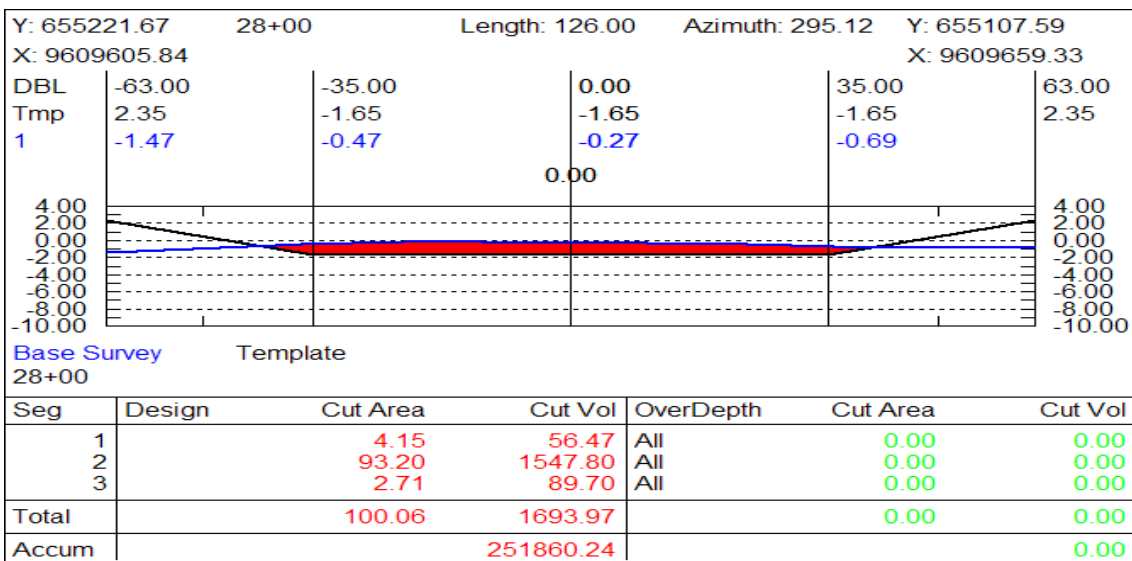 Y: 655221.67 28+00 Length: 126.00 Azimuth: 295.12 Y: 655107.59
X: 9609605.84 X: 9609659.33
DBL -63.00 -35.00 0.00 35.00 63.00
Tmp 2.35 -1.65 -1.65 -1.65 2.35
1 -1.47 -0.47 -0.27 -0.69
0.00
4.00 4.00
2.00 2.00
0.00 0.00
-2.00 -2.00
-4.00 -4.00
-6.00 -6.00
-8.00 -8.00
-10.00 -10.00
Base Survey Template
28+00
Seg Design Cut Area Cut Vol OverDepth Cut Area Cut Vol
1 4.15 56.47 All 0.00 0.00
2 93.20 1547.80 All 0.00 0.00
3 2.71 89.70 All 0.00 0.00
Total 100.06 1693.97 0.00 0.00
Accum 251860.24 0.00